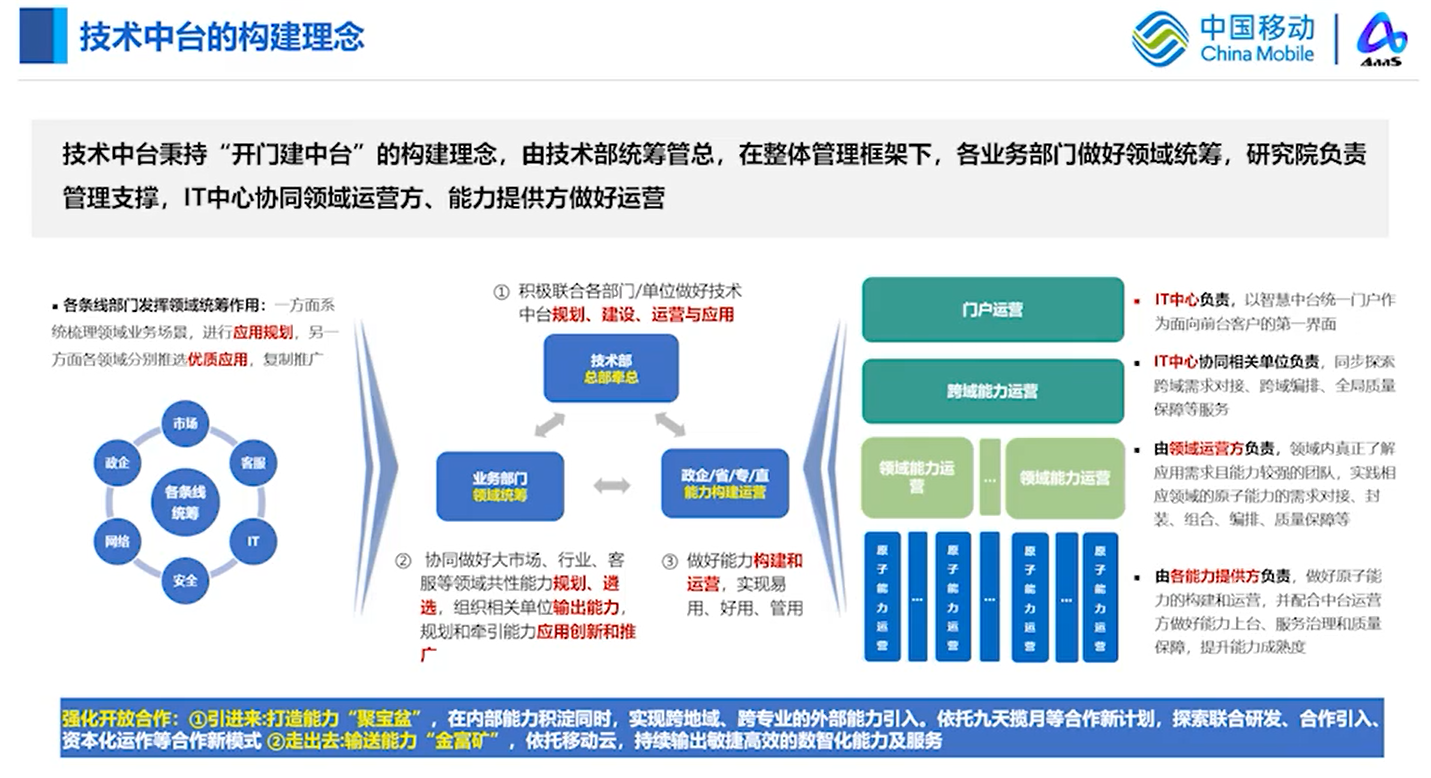 技术中台的构建理念
中国移动
China Mobile
AaaS
技术中台秉持“开门建中台”的构建理念，由技术部统筹管总，在整体管理框架下，各业务部门做好领域统筹，研究院负责
管理支撑，IT中心协同领域运营方、能力提供方做好运营
▪ 各条线部门发挥领域统筹作用：一方面系
统梳理领域业务场景，进行应用规划，另一
方面各领域分别推选优质应用，复制推广
市场
政企
客服
各条线
统筹
网络
IT
安全
① 积极联合各部门/单位做好技术
中台规划、建设、运营与应用
技术部
总部牵总
业务部门
领域统筹
政企/省/专/直
能力构建运营
② 协同做好大市场、行业、客
服等领域共性能力规划、遴
选，组织相关单位输出能力，
规划和牵引能力应用创新和推
广
③ 做好能力构建和
运营，实现易
用、好用、管用
门户运营
跨域能力运营
领域能力运
营
...
领域能力运营
原子能力运营
...
原子能力运营
...
原子能力运营
...
原子能力运营
▪ IT中心负责，以智慧中台统一门户作
为面向前台客户的第一界面
▪ IT中心协同相关单位负责，同步探索
跨域需求对接、跨域编排、全局质量
保障等服务
▪ 由领域运营方负责，领域内真正了解
应用需求且能力较强的团队，实践相
应领域的原子能力的需求对接、封
装、组合、编排、质量保障等
▪ 由各能力提供方负责，做好原子能
力的构建和运营，并配合中台运营
方做好能力上台、服务治理和质量
保障，提升能力成熟度
强化开放合作：①引进来:打造能力“聚宝盆”，在内部能力积淀同时，实现跨地域、跨专业的外部能力引入。依托九天揽月等合作新计划，探索联合研发、合作引入、
资本化运作等合作新模式 ②走出去:输送能力“金富矿”，依托移动云，持续输出敏捷高效的数智化能力及服务